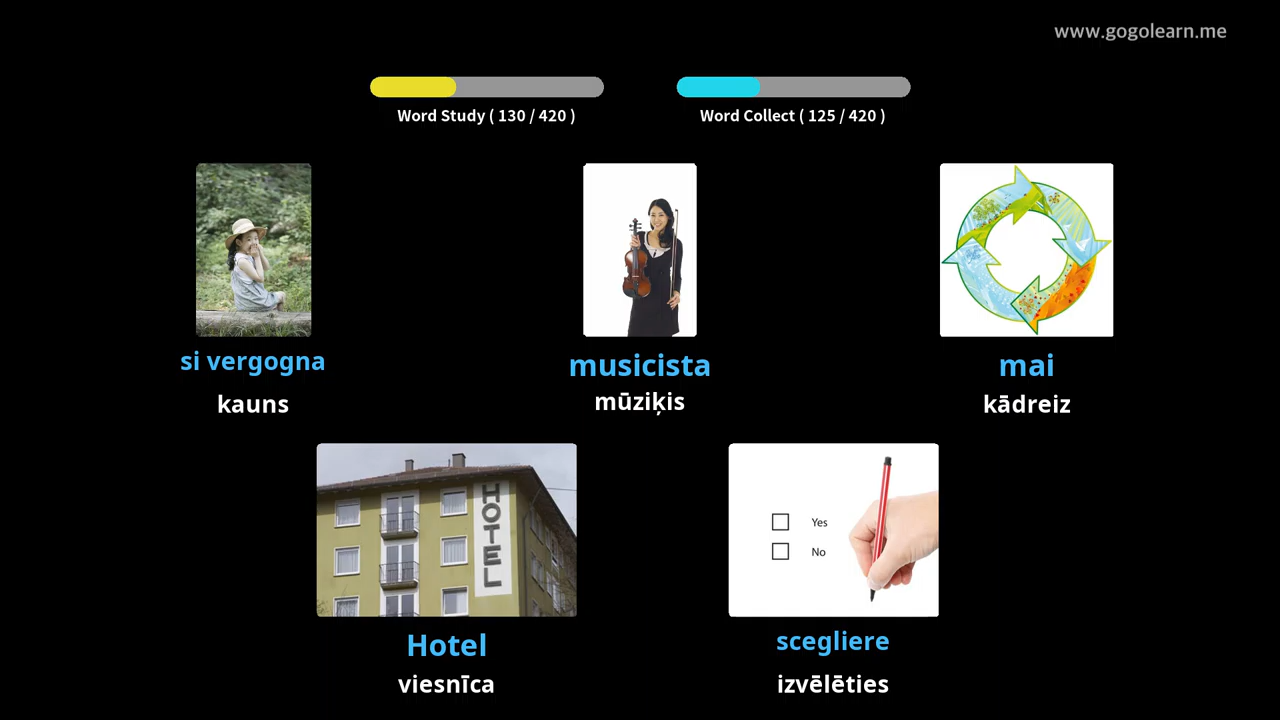 www.gogolearn.me
Word Study ( 130 / 420 )
Word Collect ( 125 / 420 )
si vergogna
kauns
musicista
mūziķis
mai
kādreiz
HOTEL
Hotel
viesnīca
Yes
No
scegliere
izvēlēties